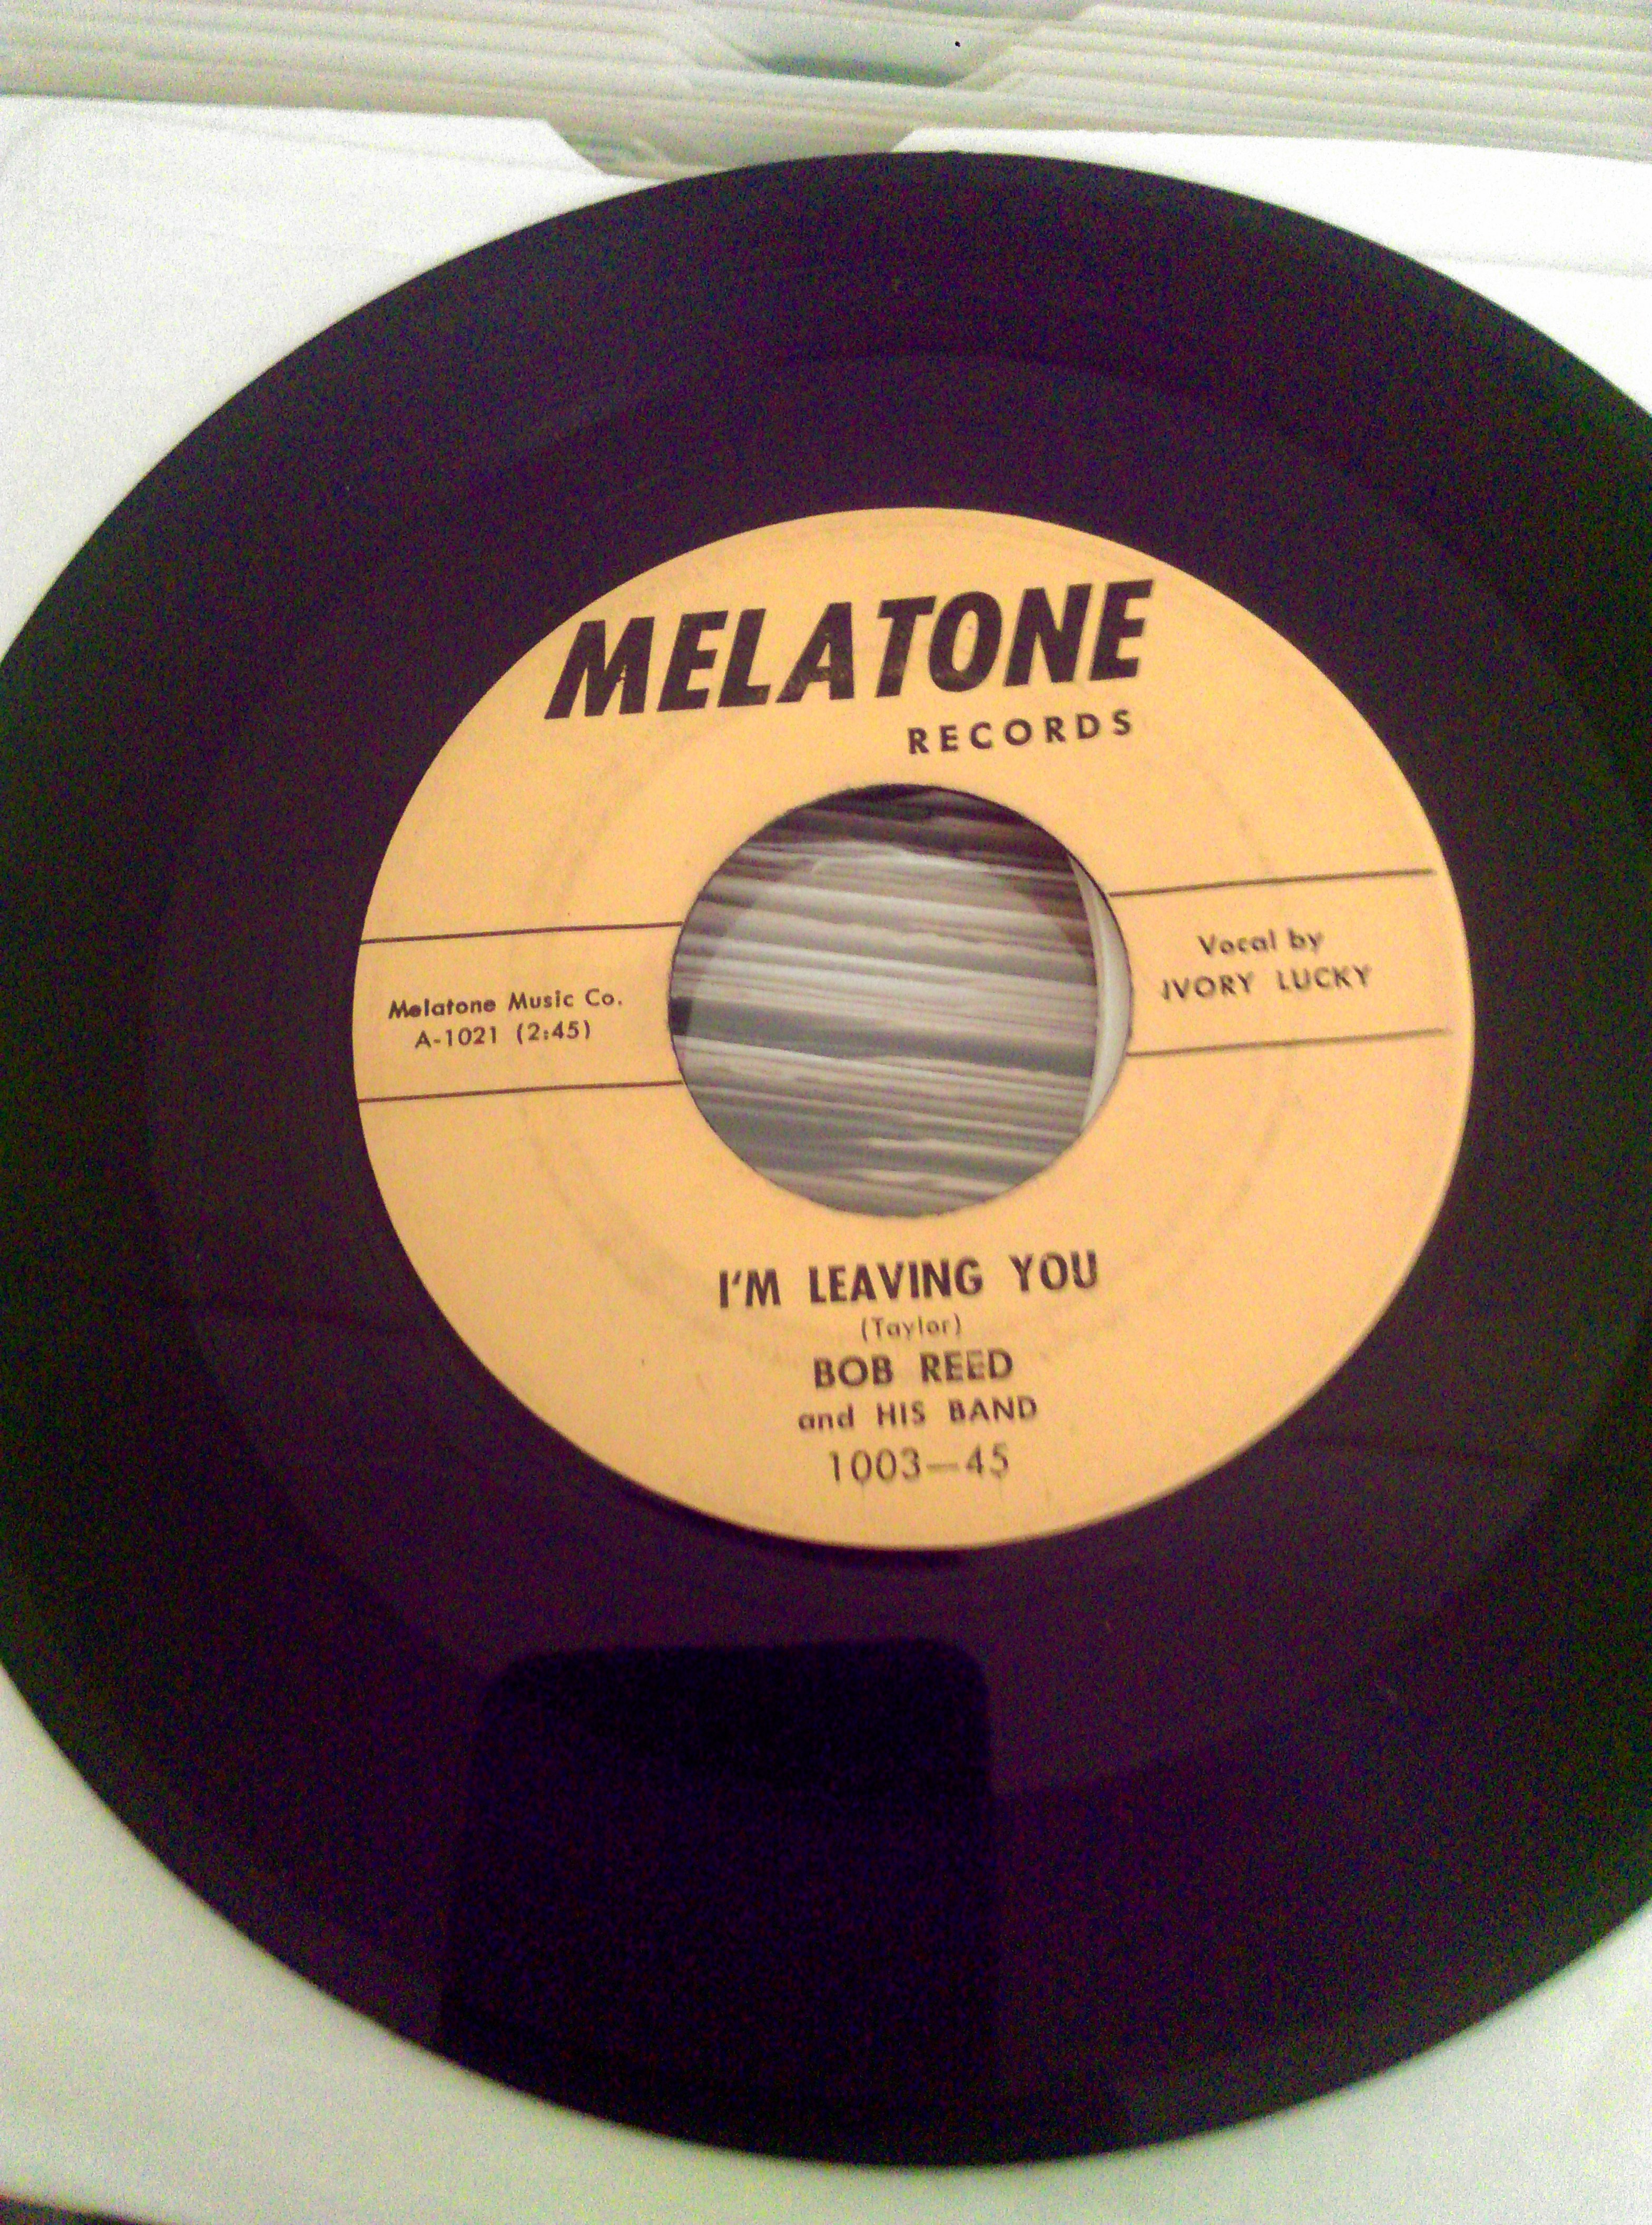 MELATONE
RECORDS
Melatone Music Co.
A-1021 (2:45)
Vocal by
IVORY LUCKY
I'M LEAVING YOU
(Taylor)
BOB REED
and HIS BAND
1003—45